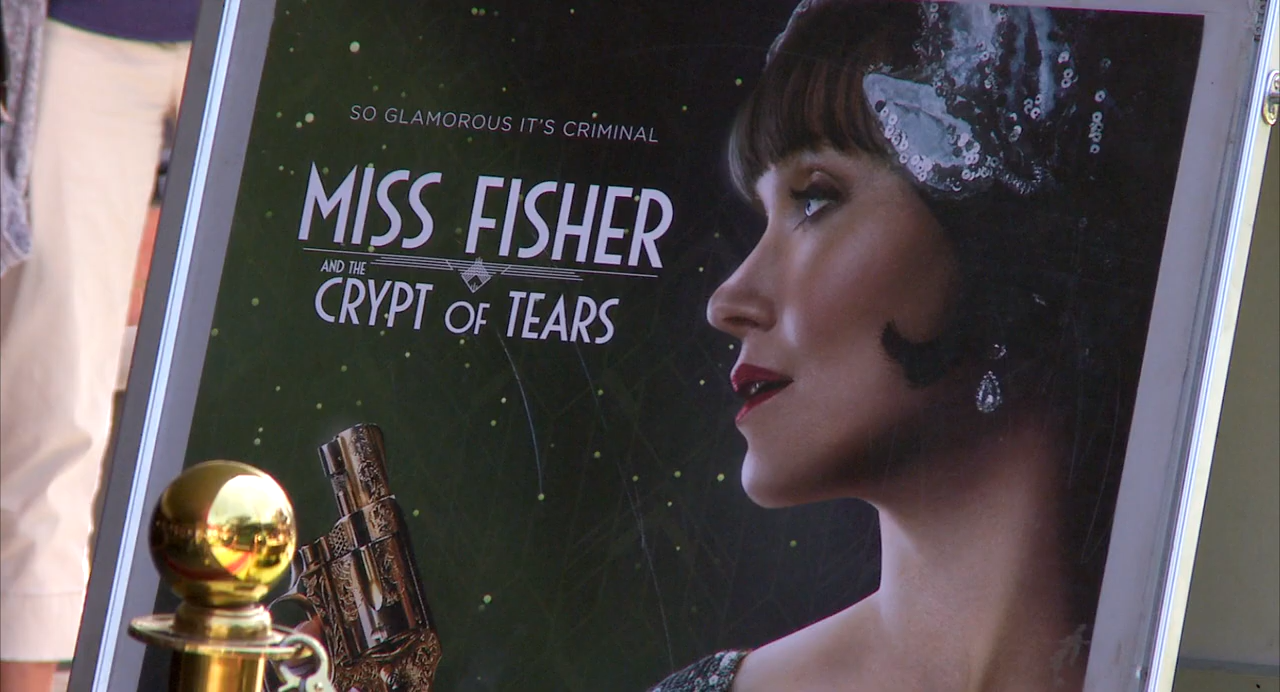 SO GLAMOROUS IT'S CRIMINAL
MISS FISHER
AND THE
CRYPT OF TEARS